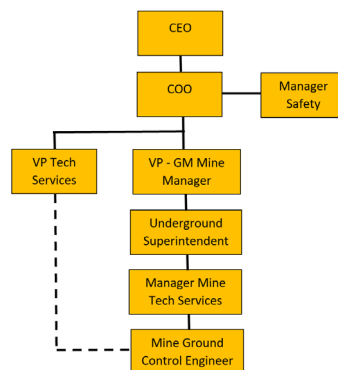 CEO
COO
Manager
Safety
VP Tech
Services
VP - GM Mine
Manager
Underground
Superintendent
Manager Mine
Tech Services
Mine Ground
Control Engineer